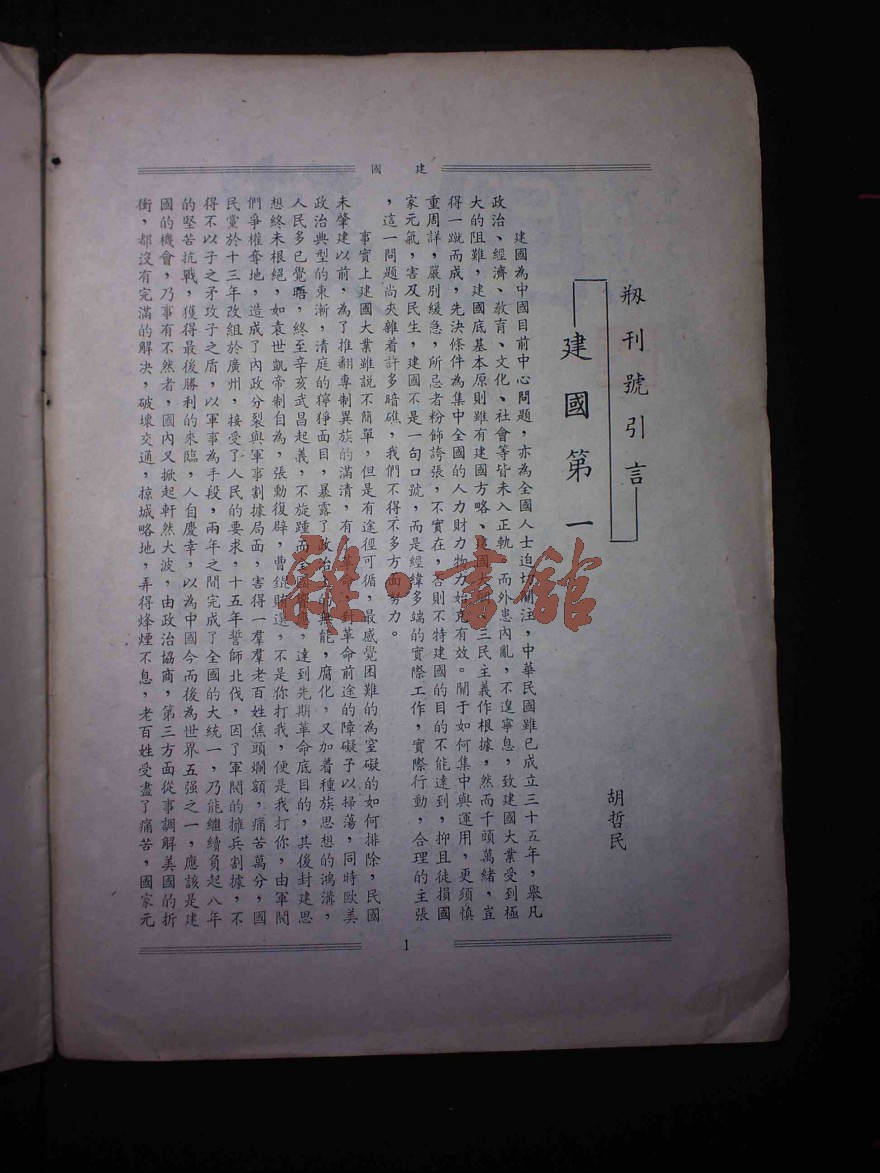 建國
刱刊號引言
建國第一
胡哲民
建國為中國目前中心問題，亦為全國人士迫切關注，中華民國雖已成立三十五年，舉凡
政治、經濟、教育、文化、社會等皆未入正軌，而外患內亂，不遑寧息，致建國大業受到極
大的阻難，建國底基本原則雖有建國方略、建國大綱、三民主義作根據，然而千頭萬緒，豈
得一蹴而成，先決條件為集中全國的人力財力物力始克有效。關于如何集中與運用，更須慎
重周詳，嚴別緩急，所忌者粉飾誇張，不實在，否則不特建國的目的不能達到，抑且徒損國
家元氣，害及民生，建國不是一句口號，而是經緯多端的實際工作，實際行動，合理的主張
，這一問題尚夾雜着許多暗礁，我們不得不多方面努力。
事實上建國大業雖說不簡單，但是有途徑可循，最感覺困難的為窒礙的如何排除，民國
未肇建以前，為了推翻專制異族的滿清，有革命前途的障礙予以掃蕩，同時歐美
政治典型的東漸，清庭的獰猙面目，暴露了政治的無能，腐化，又加着種族思想的鴻溝，
人民多已覺晤，終至辛亥武昌起義，不旋踵而全國，達到先期革命底目的，其後封建思
想終未根絕，如袁世凱帝制自為，張勳復辟，曹錕賄選，不是你打我，便是我打你，由軍閥
們爭權奪地，造成了內政分裂與軍事割據局面，害得一羣羣老百姓焦頭爛額，痛苦萬分，國
民黨於十三年改組於廣州，接受了人民的要求，十五年誓師北伐，因了軍閥的擁兵割據，不
得不以子之矛攻子之盾，以軍事為手段，兩年之間完成了全國的大統一，乃能繼續負起八年
的堅苦抗戰，獲得最後勝利的來臨，人自慶幸，以為中國今而後為世界五强之一，應該是建
國的機會，乃事有不然者，國內又掀起軒然大波，由政治協商，第三方面從事調解美國的折
衝，都沒有完滿的解決，破壞交通，掠城略地，弄得烽煙不息，老百姓受盡了痛苦，國家元
1
雜·書館